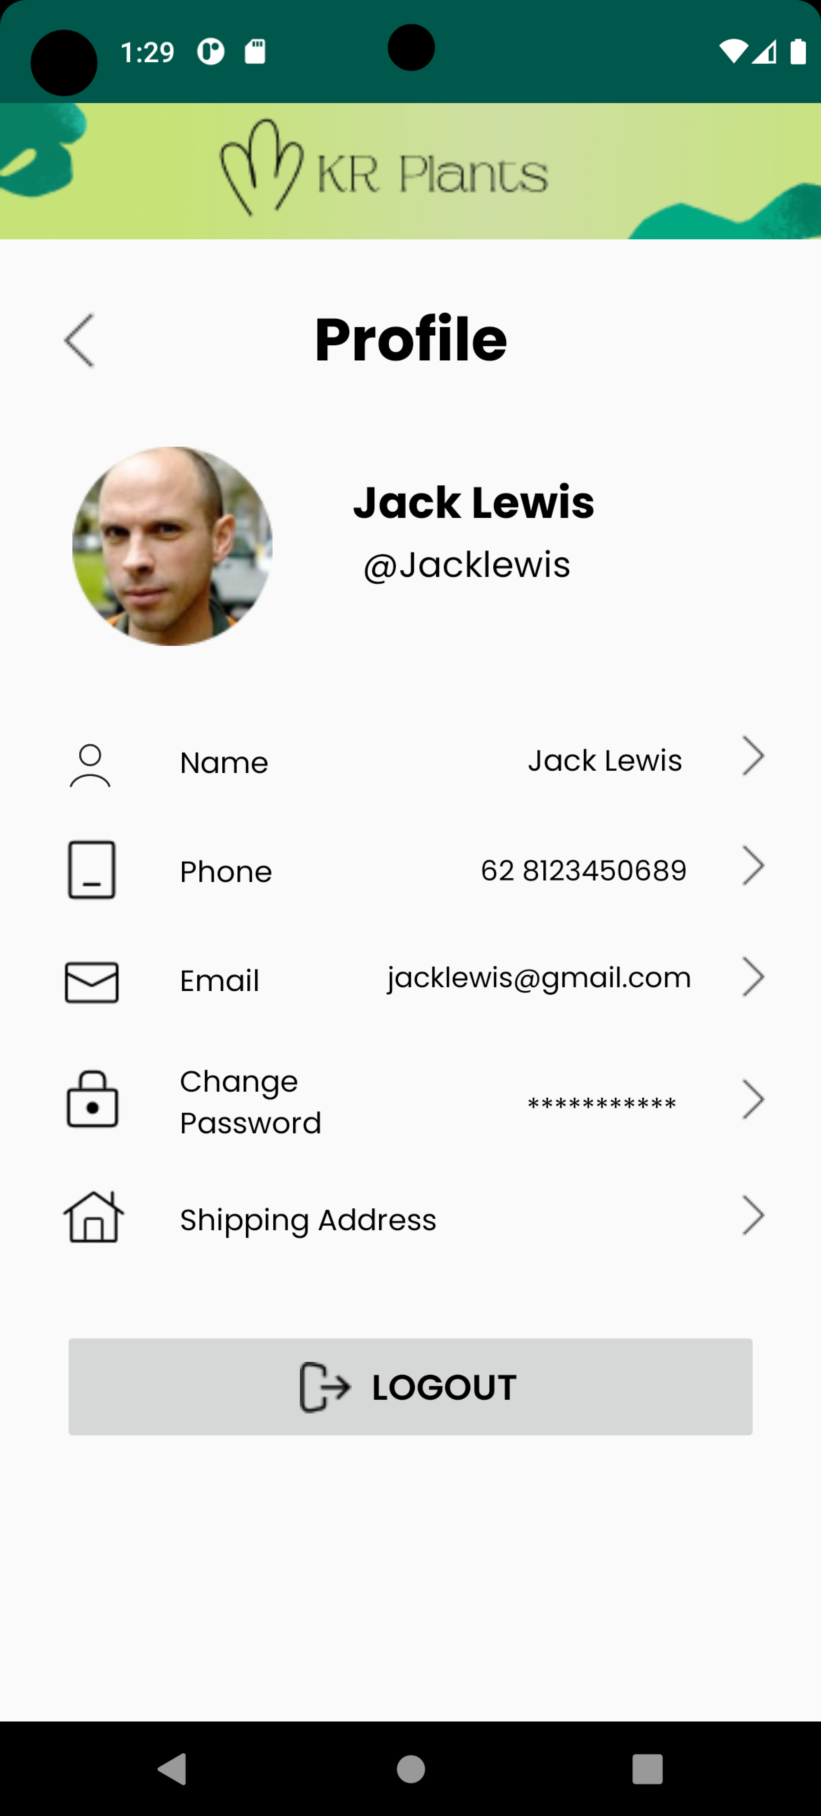 1:29
KR Plants
Profile
Jack Lewis
@Jacklewis
Name Jack Lewis
Phone 62 8123450689
Email jacklewis@gmail.com
Change
Password ***********
Shipping Address
LOGOUT